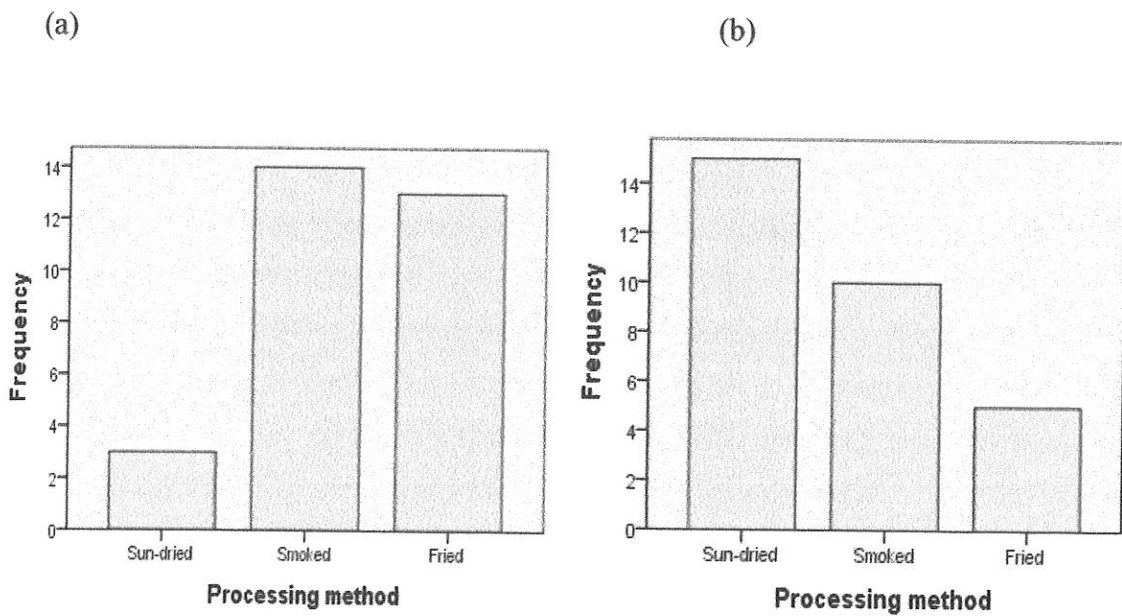 (a)
14
12
10
8
6
4
2
0
Frequency
Sun-dried Smoked Fried
Processing method
(b)
14
12
10
8
6
4
2
0
Frequency
Sun-dried Smoked Fried
Processing method